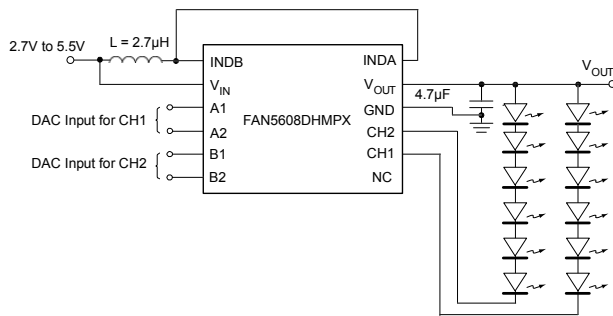 2.7V to 5.5V
L = 2.7µH
INDB
INDA
VIN
VOUT
4.7µF
VOUT
A1
GND
DAC Input for CH1
FAN5608DHMPX
A2
CH2
B1
CH1
DAC Input for CH2
B2
NC